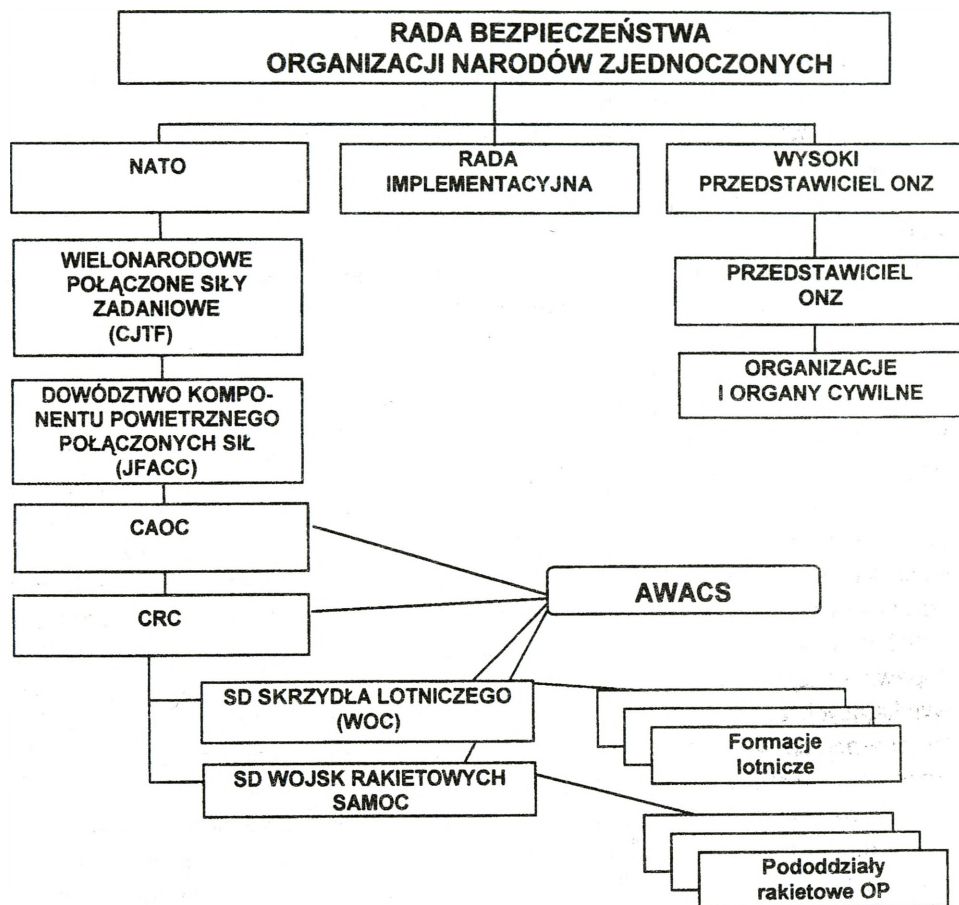 RADA BEZPIECZEŃSTWA
ORGANIZACJI NARODÓW ZJEDNOCZONYCH
NATO
RADA
IMPLEMENTACYJNA
WYSOKI
PRZEDSTAWICIEL ONZ
WIELONARODOWE
POŁĄCZONE SIŁY
ZADANIOWE
(CJTF)
PRZEDSTAWICIEL
ONZ
ORGANIZACJE
I ORGANY CYWILNE
DOWÓDZTWO KOMPO-
NENTU POWIETRZNEGO
POŁĄCZONYCH SIŁ
(JFACC)
CAOC
AWACS
CRC
SD SKRZYDŁA LOTNICZEGO
(WOC)
Formacje
lotnicze
SD WOJSK RAKIETOWYCH
SAMOC
Pododdziały
rakietowe OP